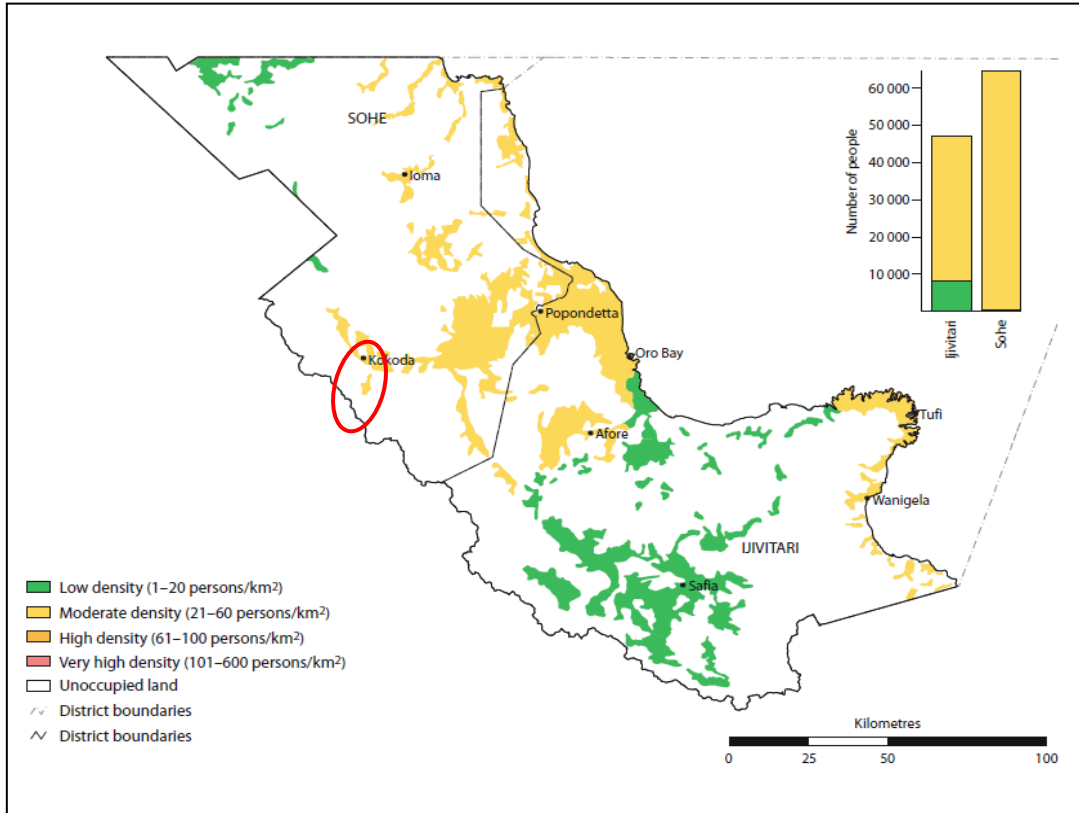 SOHE
Ioma
Kokoda
Popondetta
Oro Bay
Afore
Tufi
Wanigela
IJIVITARI
Safia
Number of people
60 000
50 000
40 000
30 000
20 000
10 000
Ijivitari
Sohe
Low density (1–20 persons/km²)
Moderate density (21–60 persons/km²)
High density (61–100 persons/km²)
Very high density (101–600 persons/km²)
Unoccupied land
District boundaries
District boundaries
Kilometres
0 25 50 100